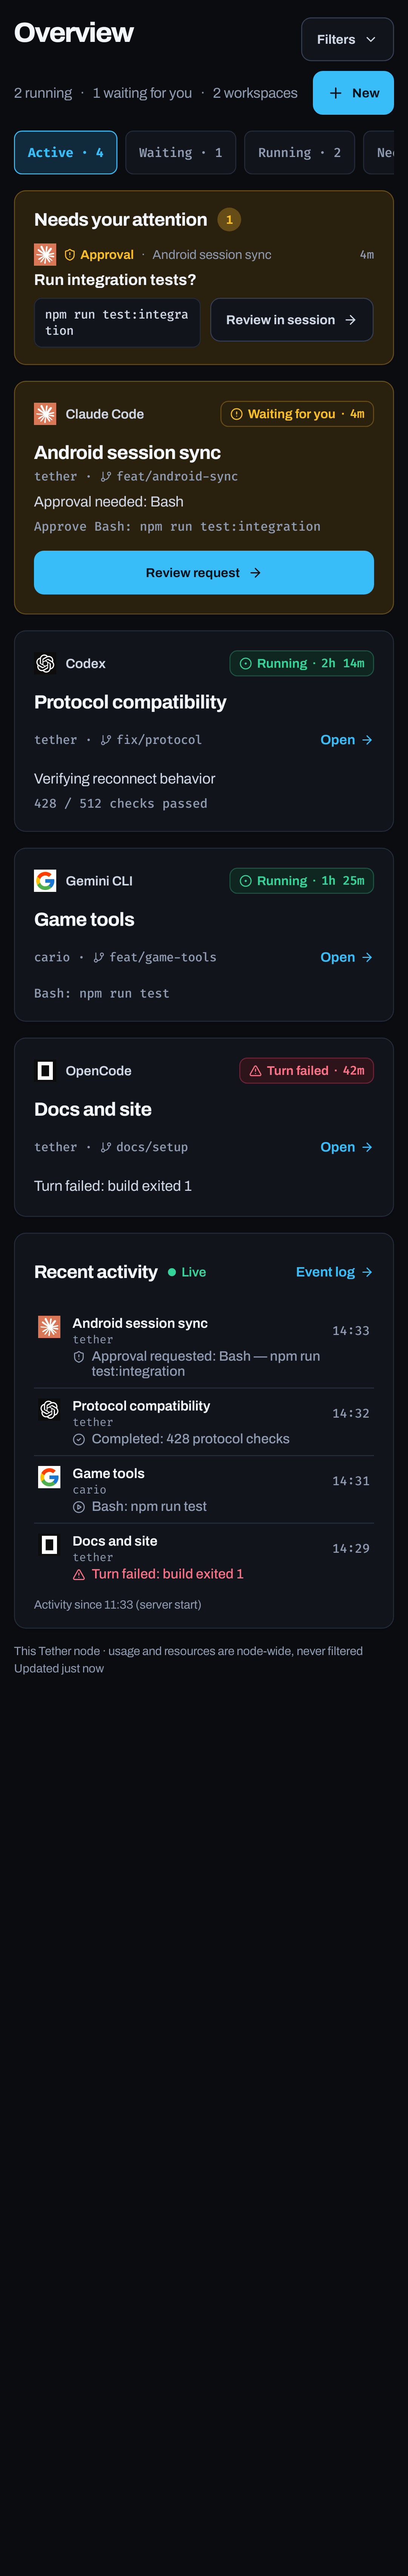 Overview
Filters
2 running · 1 waiting for you · 2 workspaces
New
Active · 4
Waiting · 1
Running · 2
Needs your attention 1
Approval · Android session sync 4m
Run integration tests?
npm run test:integra
tion
Review in session
Claude Code
Waiting for you · 4m
Android session sync
tether · feat/android-sync
Approval needed: Bash
Approve Bash: npm run test:integration
Review request
Codex
Running · 2h 14m
Protocol compatibility
tether · fix/protocol
Open
Verifying reconnect behavior
428 / 512 checks passed
Gemini CLI
Running · 1h 25m
Game tools
cario · feat/game-tools
Open
Bash: npm run test
OpenCode
Turn failed · 42m
Docs and site
tether · docs/setup
Open
Turn failed: build exited 1
Recent activity
Live
Event log
Android session sync
14:33
tether
Approval requested: Bash — npm run
test:integration
Protocol compatibility
14:32
tether
Completed: 428 protocol checks
Game tools
14:31
cario
Bash: npm run test
Docs and site
14:29
tether
Turn failed: build exited 1
Activity since 11:33 (server start)
This Tether node · usage and resources are node-wide, never filtered
Updated just now